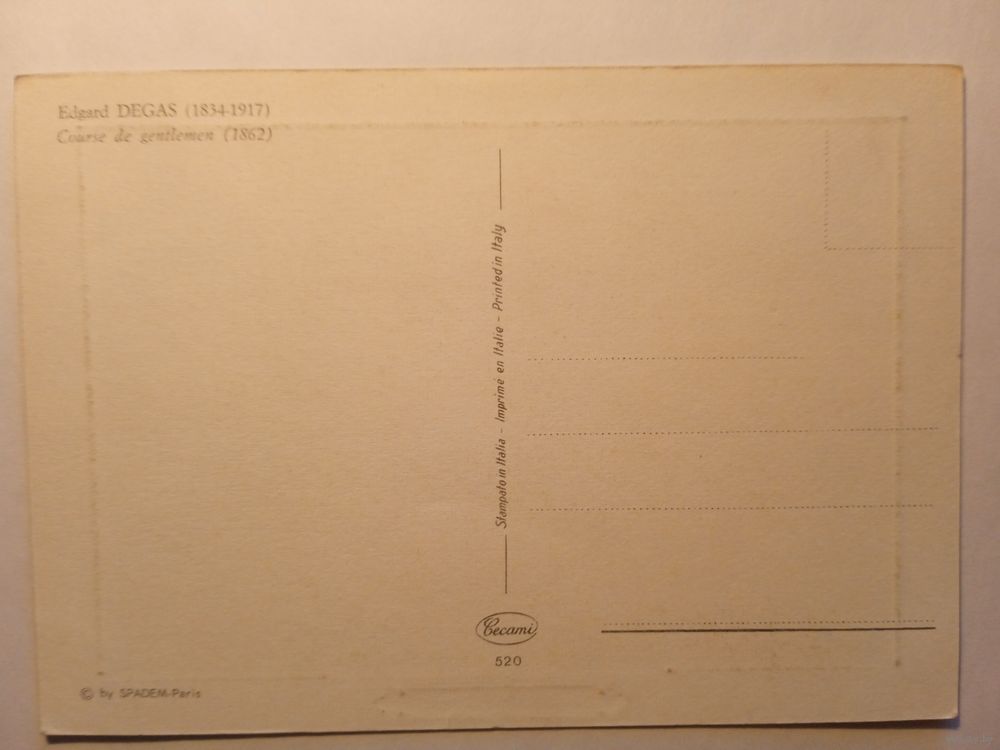 Edgard DEGAS (1834-1917)
Course de gentlemen (1862)
Stampato in Italia - Imprimé en Italie - Printed in Italy
Cecami
520
© by SPADEM-Paris